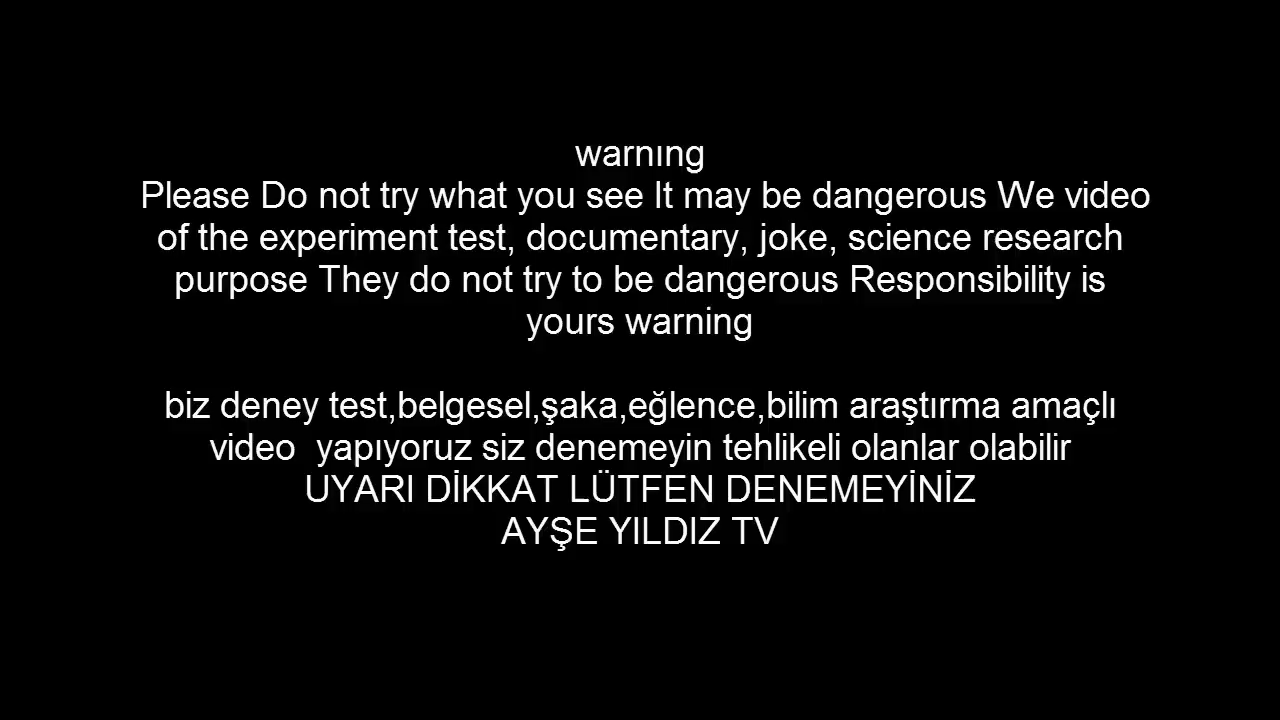 warnıng
Please Do not try what you see It may be dangerous We video
of the experiment test, documentary, joke, science research
purpose They do not try to be dangerous Responsibility is
yours warning
biz deney test,belgesel,şaka,eğlence,bilim araştırma amaçlı
video  yapıyoruz siz denemeyin tehlikeli olanlar olabilir
UYARI DİKKAT LÜTFEN DENEMEYİNİZ
AYŞE YILDIZ TV